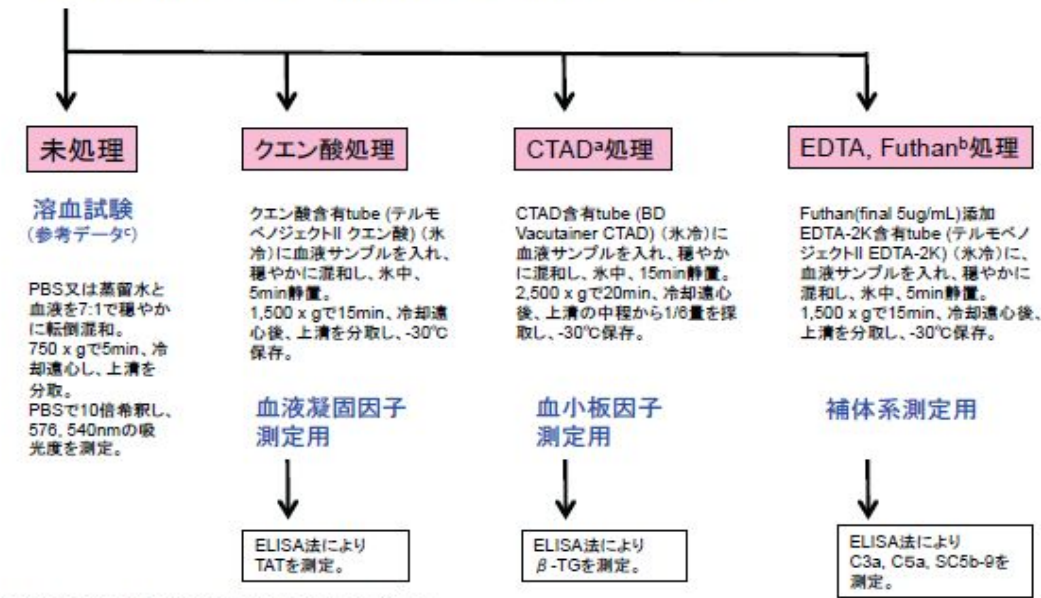 未処理
溶血試験
(参考データᶜ)
PBS又は蒸留水と
血液を7:1で穏やか
に転倒混和。
750 x gで5min、冷
却遠心し、上清を
分取。
PBSで10倍希釈し、
576, 540nmの吸
光度を測定。
クエン酸処理
クエン酸含有tube (テルモ
ベノジェクトII クエン酸) (氷
冷)に血液サンプルを入れ、
穏やかに混和し、氷中、
5min静置。
1,500 x gで15min、冷却遠
心後、上清を分取し、-30℃
保存。
血液凝固因子
測定用
ELISA法により
TATを測定。
CTADᵃ処理
CTAD含有tube (BD
Vacutainer CTAD) (氷冷)に
血液サンプルを入れ、穏やか
に混和し、氷中、15min静置。
2,500 x gで20min、冷却遠心
後、上清の中程から1/6量を採
取し、-30℃保存。
血小板因子
測定用
ELISA法により
β-TGを測定。
EDTA, Futhanᵇ処理
Futhan(final 5ug/mL)添加
EDTA-2K含有tube (テルモベノ
ジェクトII EDTA-2K) (氷冷)に、
血液サンプルを入れ、穏やかに
混和し、氷中、5min静置。
1,500 x gで15min、冷却遠心後、
上清を分取し、-30℃保存。
補体系測定用
ELISA法により
C3a, C5a, SC5b-9を
測定。